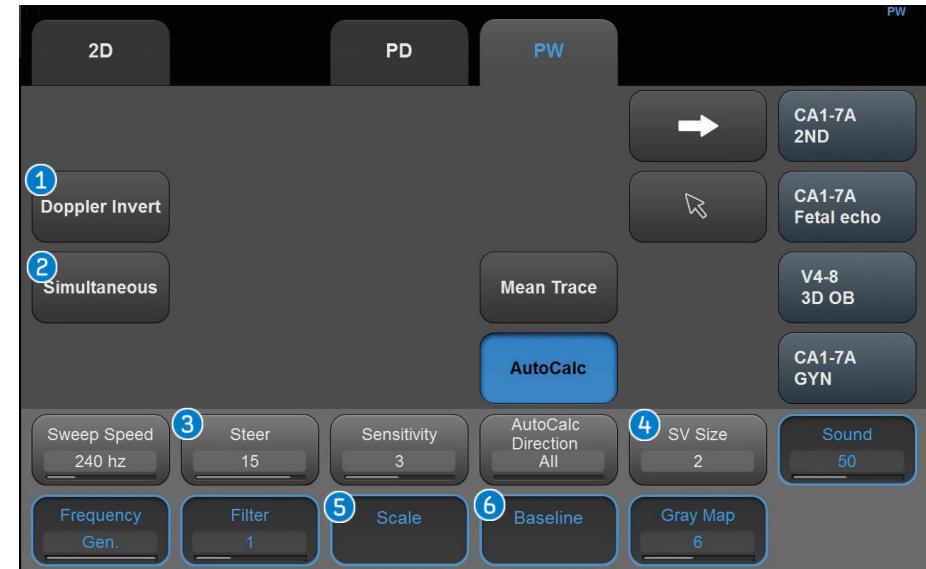 PW
2D
PD
PW
CA1-7A
2ND
1
Doppler Invert
CA1-7A
Fetal echo
2
Simultaneous
Mean Trace
V4-8
3D OB
AutoCalc
CA1-7A
GYN
Sweep Speed
240 hz
3
Steer
15
Sensitivity
3
AutoCalc
Direction
All
4
SV Size
2
Sound
50
Frequency
Gen.
Filter
1
5
Scale
6
Baseline
Gray Map
6